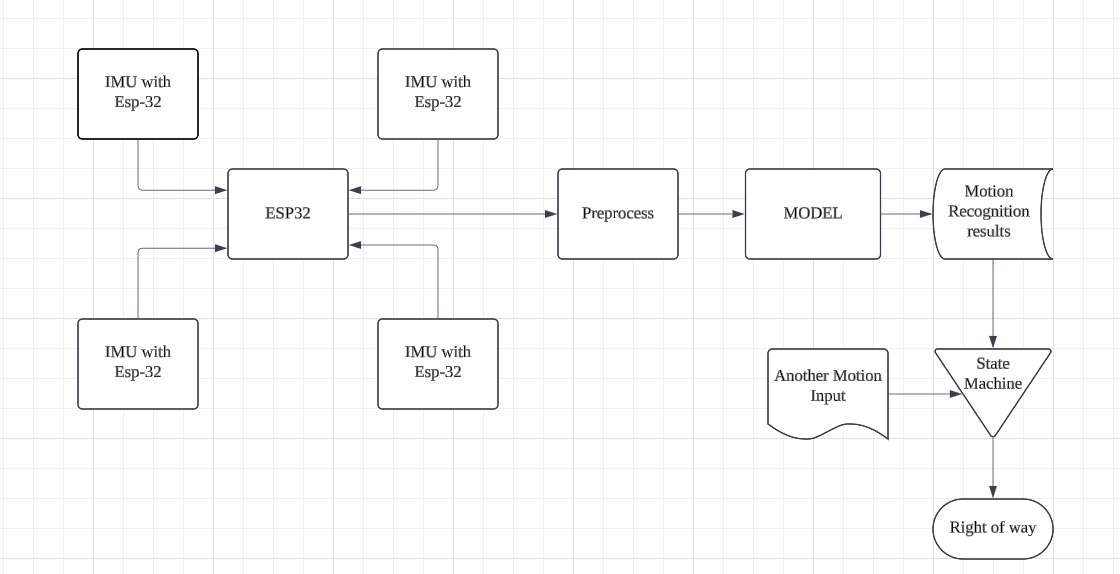 IMU with
Esp-32
IMU with
Esp-32
ESP32
Preprocess
MODEL
Motion
Recognition
results
IMU with
Esp-32
IMU with
Esp-32
Another Motion
Input
State
Machine
Right of way